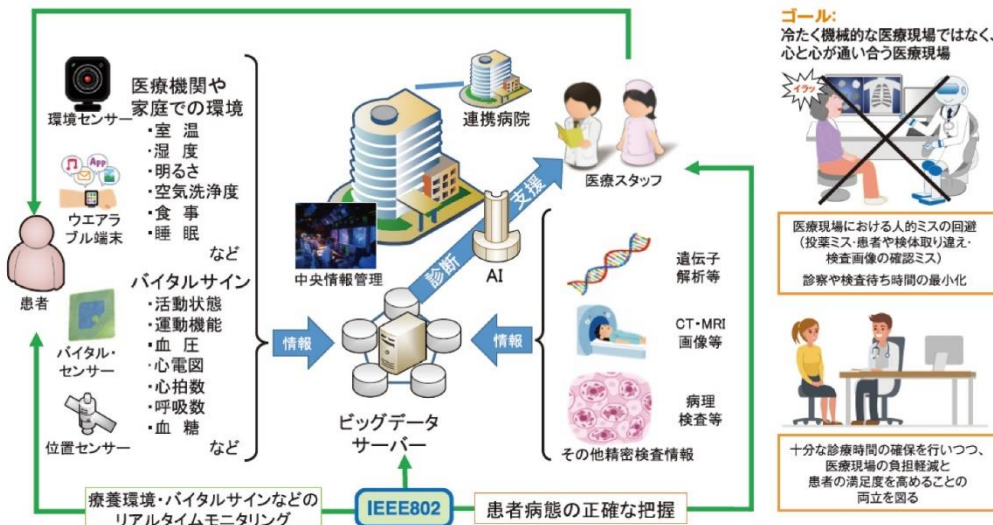 環境センサー
ウエアラ
ブル端末
患者
バイタル・
センサー
位置センサー
医療機関や
家庭での環境
・室 温
・湿 度
・明るさ
・空気洗浄度
・食 事
・睡 眠
など
バイタルサイン
・活動状態
・運動機能
・血 圧
・心電図
・心拍数
・呼吸数
・血 糖
など
App
情報
連携病院
中央情報管理
医療スタッフ
支援
診断
AI
ビッグデータ
サーバー
情報
遺伝子
解析等
CT・MRI
画像等
病理
検査等
その他精密検査情報
療養環境・バイタルサインなどの
リアルタイムモニタリング
IEEE802
患者病態の正確な把握
ゴール:
冷たく機械的な医療現場ではなく、
心と心が通い合う医療現場
イラッ
医療現場における人的ミスの回避
(投薬ミス・患者や検体取り違え・
検査画像の確認ミス)
診察や検査待ち時間の最小化
十分な診療時間の確保を行いつつ、
医療現場の負担軽減と
患者の満足度を高めることの
両立を図る